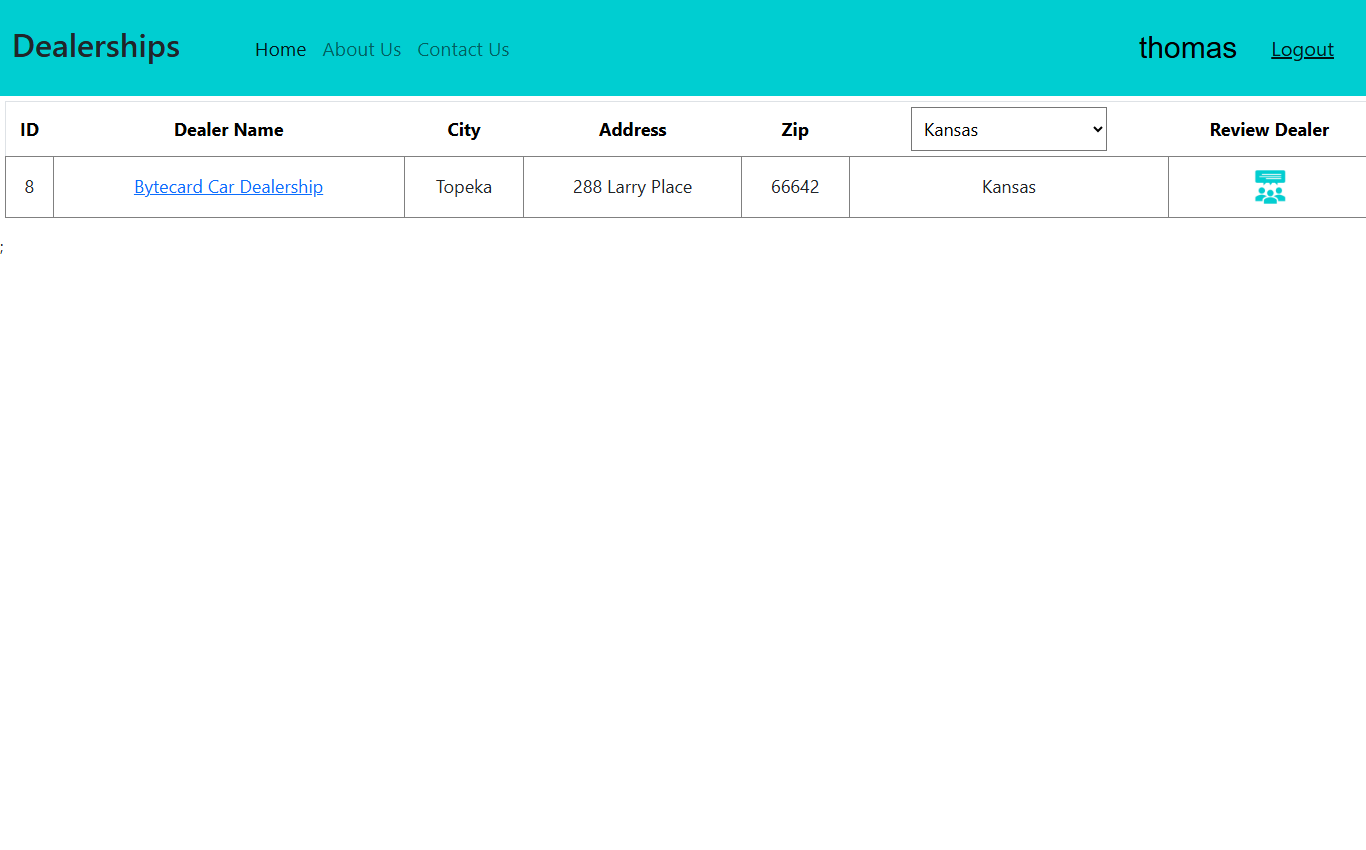 Dealerships Home About Us Contact Us thomas Logout
ID Dealer Name City Address Zip Kansas Review Dealer
8 Bytecard Car Dealership Topeka 288 Larry Place 66642 Kansas
;